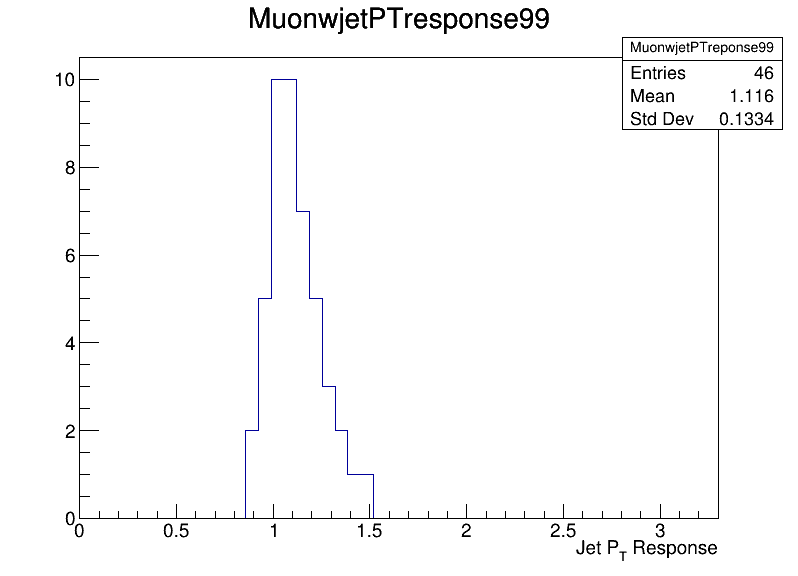 MuonwjetPTresponse99
MuonwjetPTreponse99
Entries 46
Mean 1.116
Std Dev 0.1334
10
8
6
4
2
0
0 0.5 1 1.5 2 2.5 3
Jet PT Response